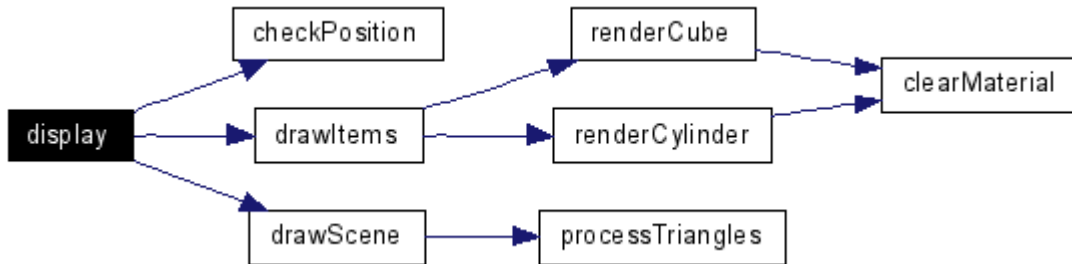 checkPosition
renderCube
clearMaterial
display
drawItems
renderCylinder
drawScene
processTriangles